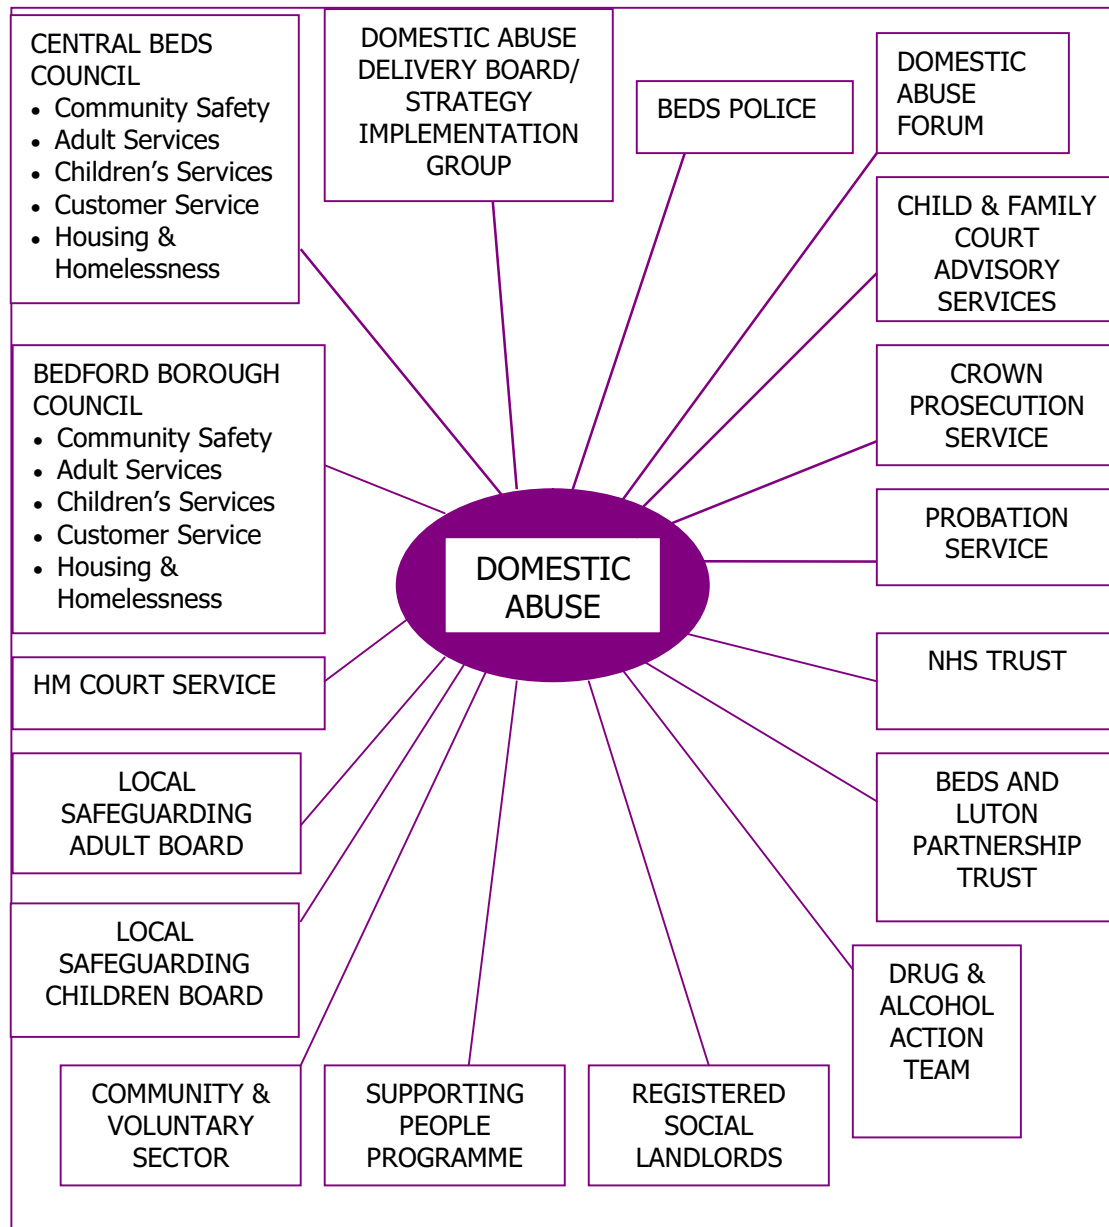 CENTRAL BEDS
COUNCIL
• Community Safety
• Adult Services
• Children’s Services
• Customer Service
• Housing &
Homelessness
DOMESTIC ABUSE
DELIVERY BOARD/
STRATEGY
IMPLEMENTATION
GROUP
BEDS POLICE
DOMESTIC
ABUSE
FORUM
CHILD & FAMILY
COURT
ADVISORY
SERVICES
BEDFORD BOROUGH
COUNCIL
• Community Safety
• Adult Services
• Children’s Services
• Customer Service
• Housing &
Homelessness
CROWN
PROSECUTION
SERVICE
PROBATION
SERVICE
DOMESTIC
ABUSE
HM COURT SERVICE
NHS TRUST
LOCAL
SAFEGUARDING
ADULT BOARD
BEDS AND
LUTON
PARTNERSHIP
TRUST
LOCAL
SAFEGUARDING
CHILDREN BOARD
DRUG &
ALCOHOL
ACTION
TEAM
COMMUNITY &
VOLUNTARY
SECTOR
SUPPORTING
PEOPLE
PROGRAMME
REGISTERED
SOCIAL
LANDLORDS